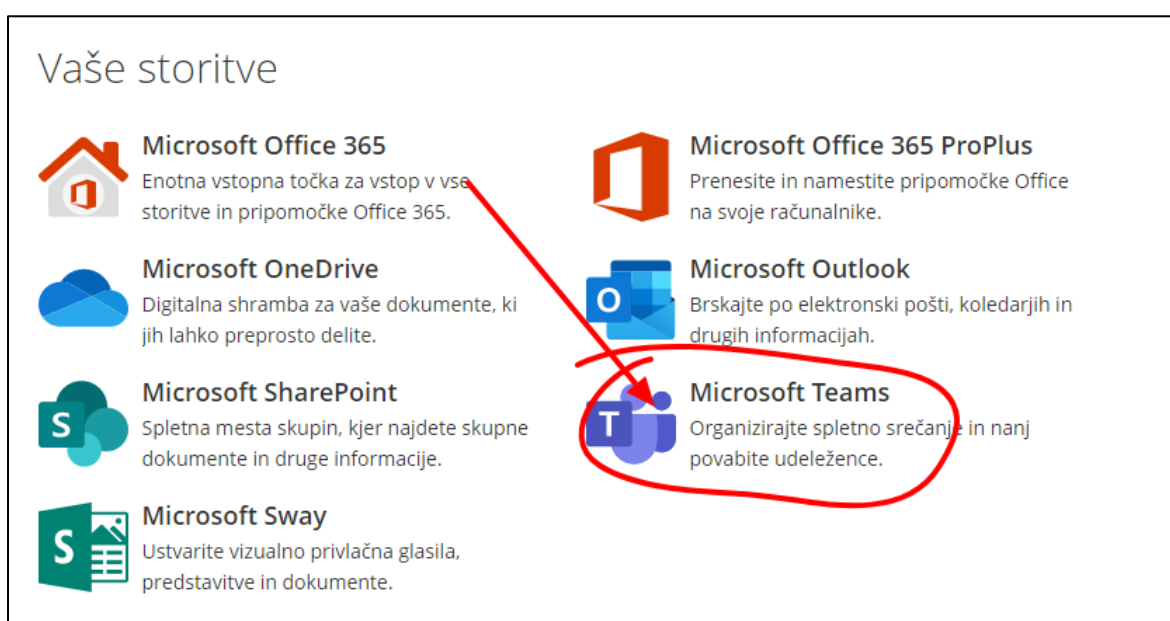 Vaše storitve
Microsoft Office 365
Enotna vstopna točka za vstop v vse
storitve in pripomočke Office 365.
Microsoft Office 365 ProPlus
Prenesite in namestite pripomočke Office
na svoje računalnike.
Microsoft OneDrive
Digitalna shramba za vaše dokumente, ki
jih lahko preprosto delite.
Microsoft Outlook
Brskajte po elektronski pošti, koledarjih in
drugih informacijah.
Microsoft SharePoint
Spletna mesta skupin, kjer najdete skupne
dokumente in druge informacije.
Microsoft Teams
Organizirajte spletno srečanje in nanj
povabite udeležence.
Microsoft Sway
Ustvarite vizualno privlačna glasila,
predstavitve in dokumente.
O
S
T
S